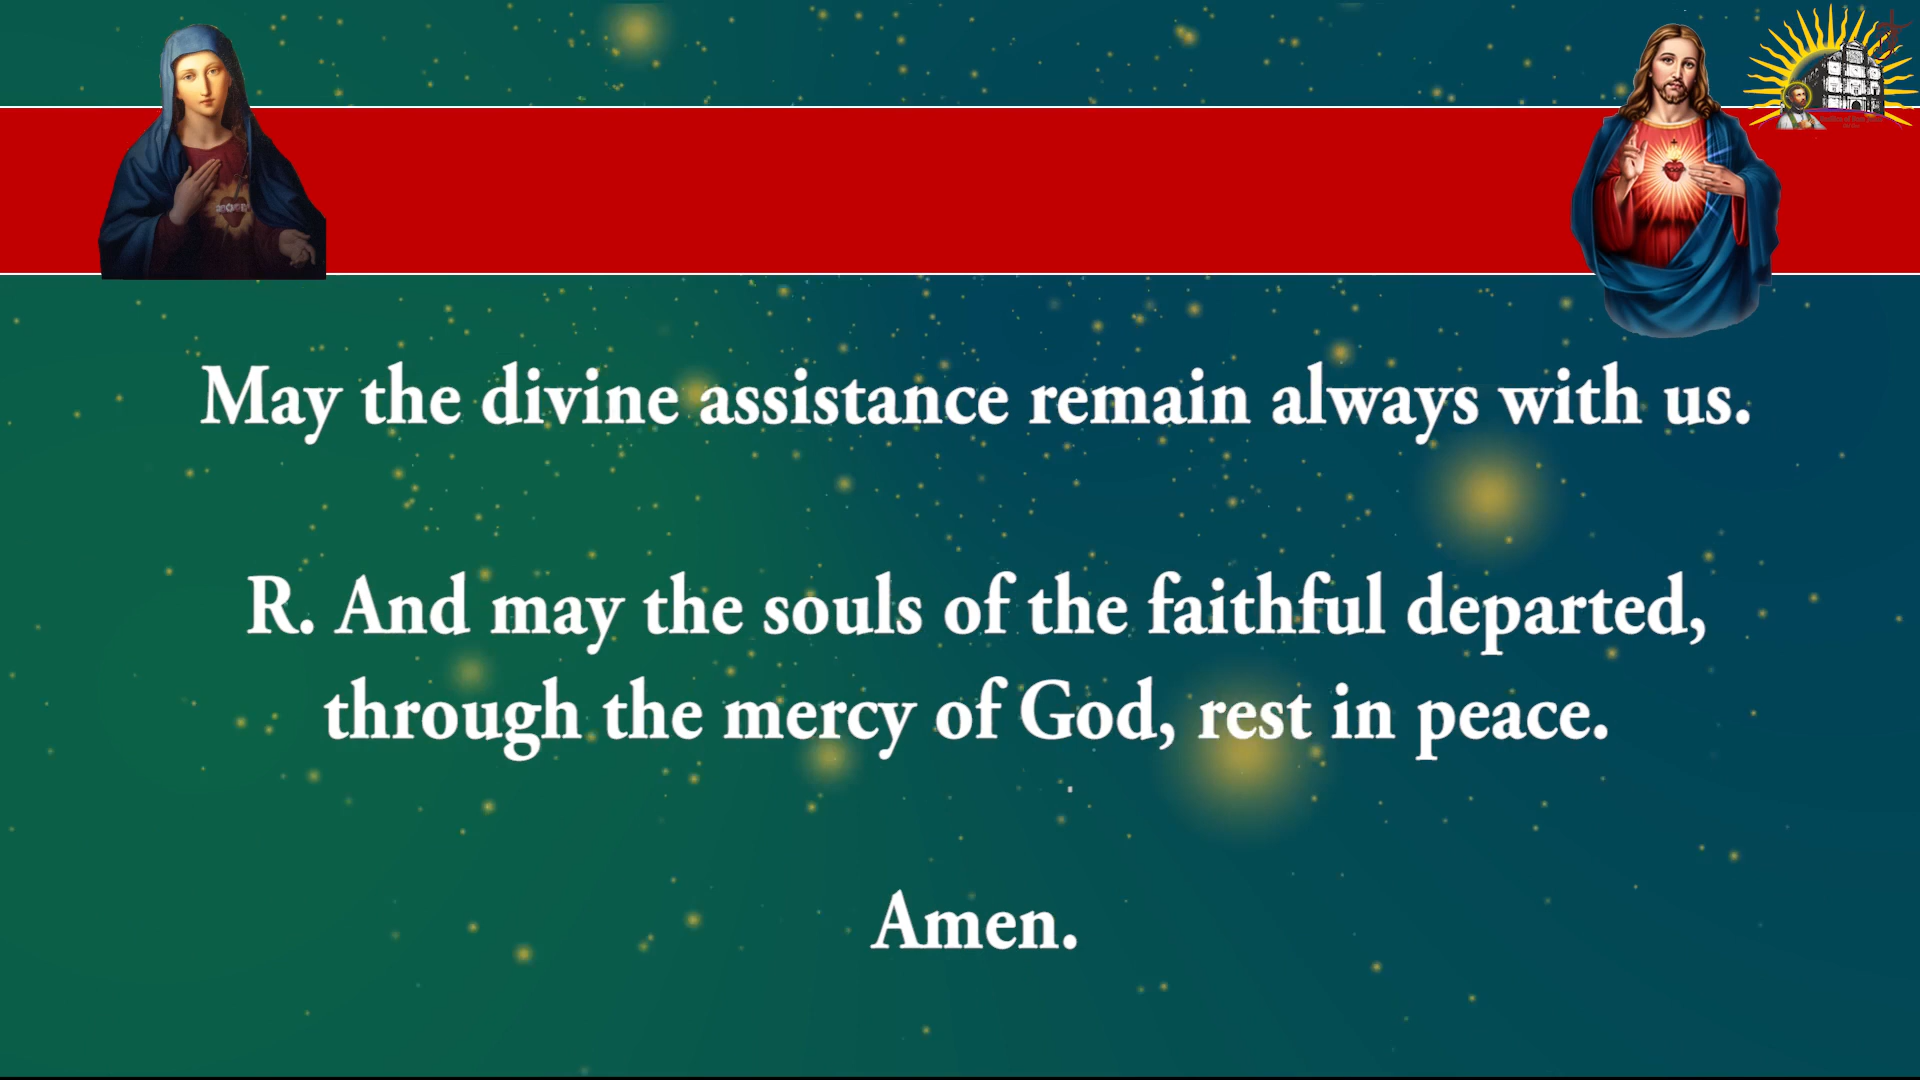 May the divine assistance remain always with us.
R. And may the souls of the faithful departed,
through the mercy of God, rest in peace.
Amen.